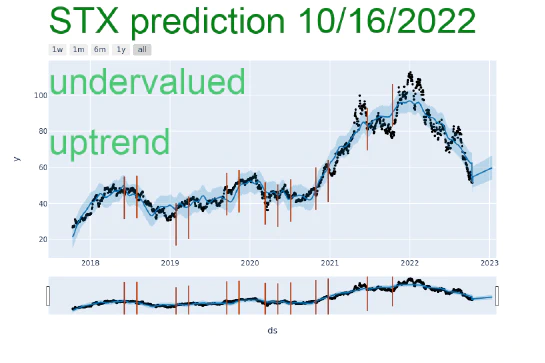 STX prediction 10/16/2022
1w 1m 6m 1y all
undervalued
uptrend
100
80
60
40
20
y
2018 2019 2020 2021 2022 2023
ds